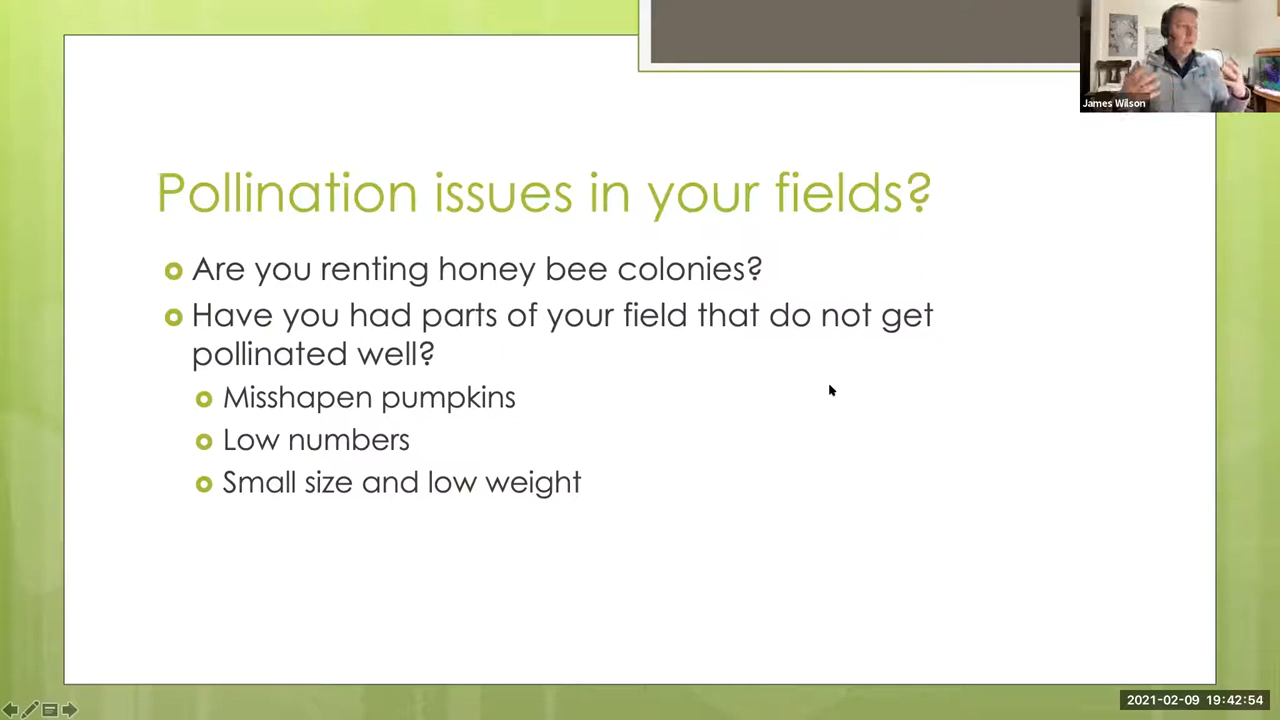 James Wilson
Pollination issues in your fields?
Are you renting honey bee colonies?
Have you had parts of your field that do not get
pollinated well?
Misshapen pumpkins
Low numbers
Small size and low weight
2021-02-09 19:42:54